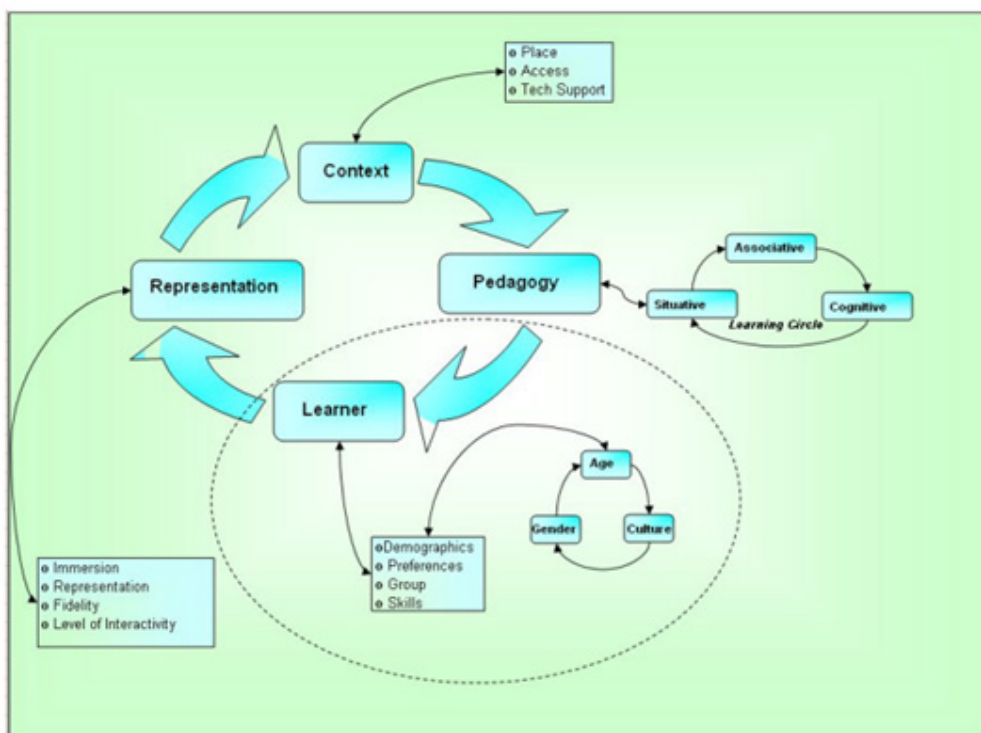 Place
Access
Tech Support
Context
Representation
Pedagogy
Associative
Situative
Cognitive
Learning Circle
Learner
Age
Gender
Culture
Demographics
Preferences
Group
Skills
Immersion
Representation
Fidelity
Level of Interactivity